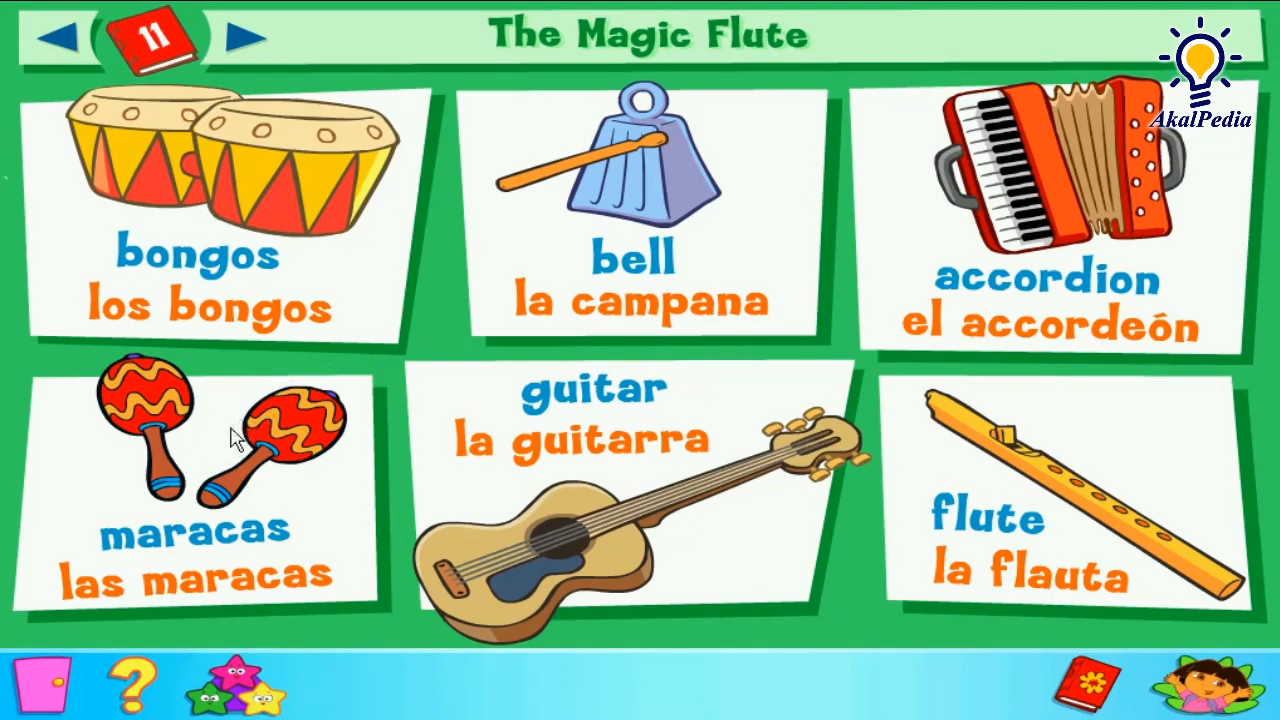 11
The Magic Flute
AkalPedia
bongos
los bongos
bell
la campana
accordion
el accordeón
maracas
las maracas
guitar
la guitarra
flute
la flauta
?